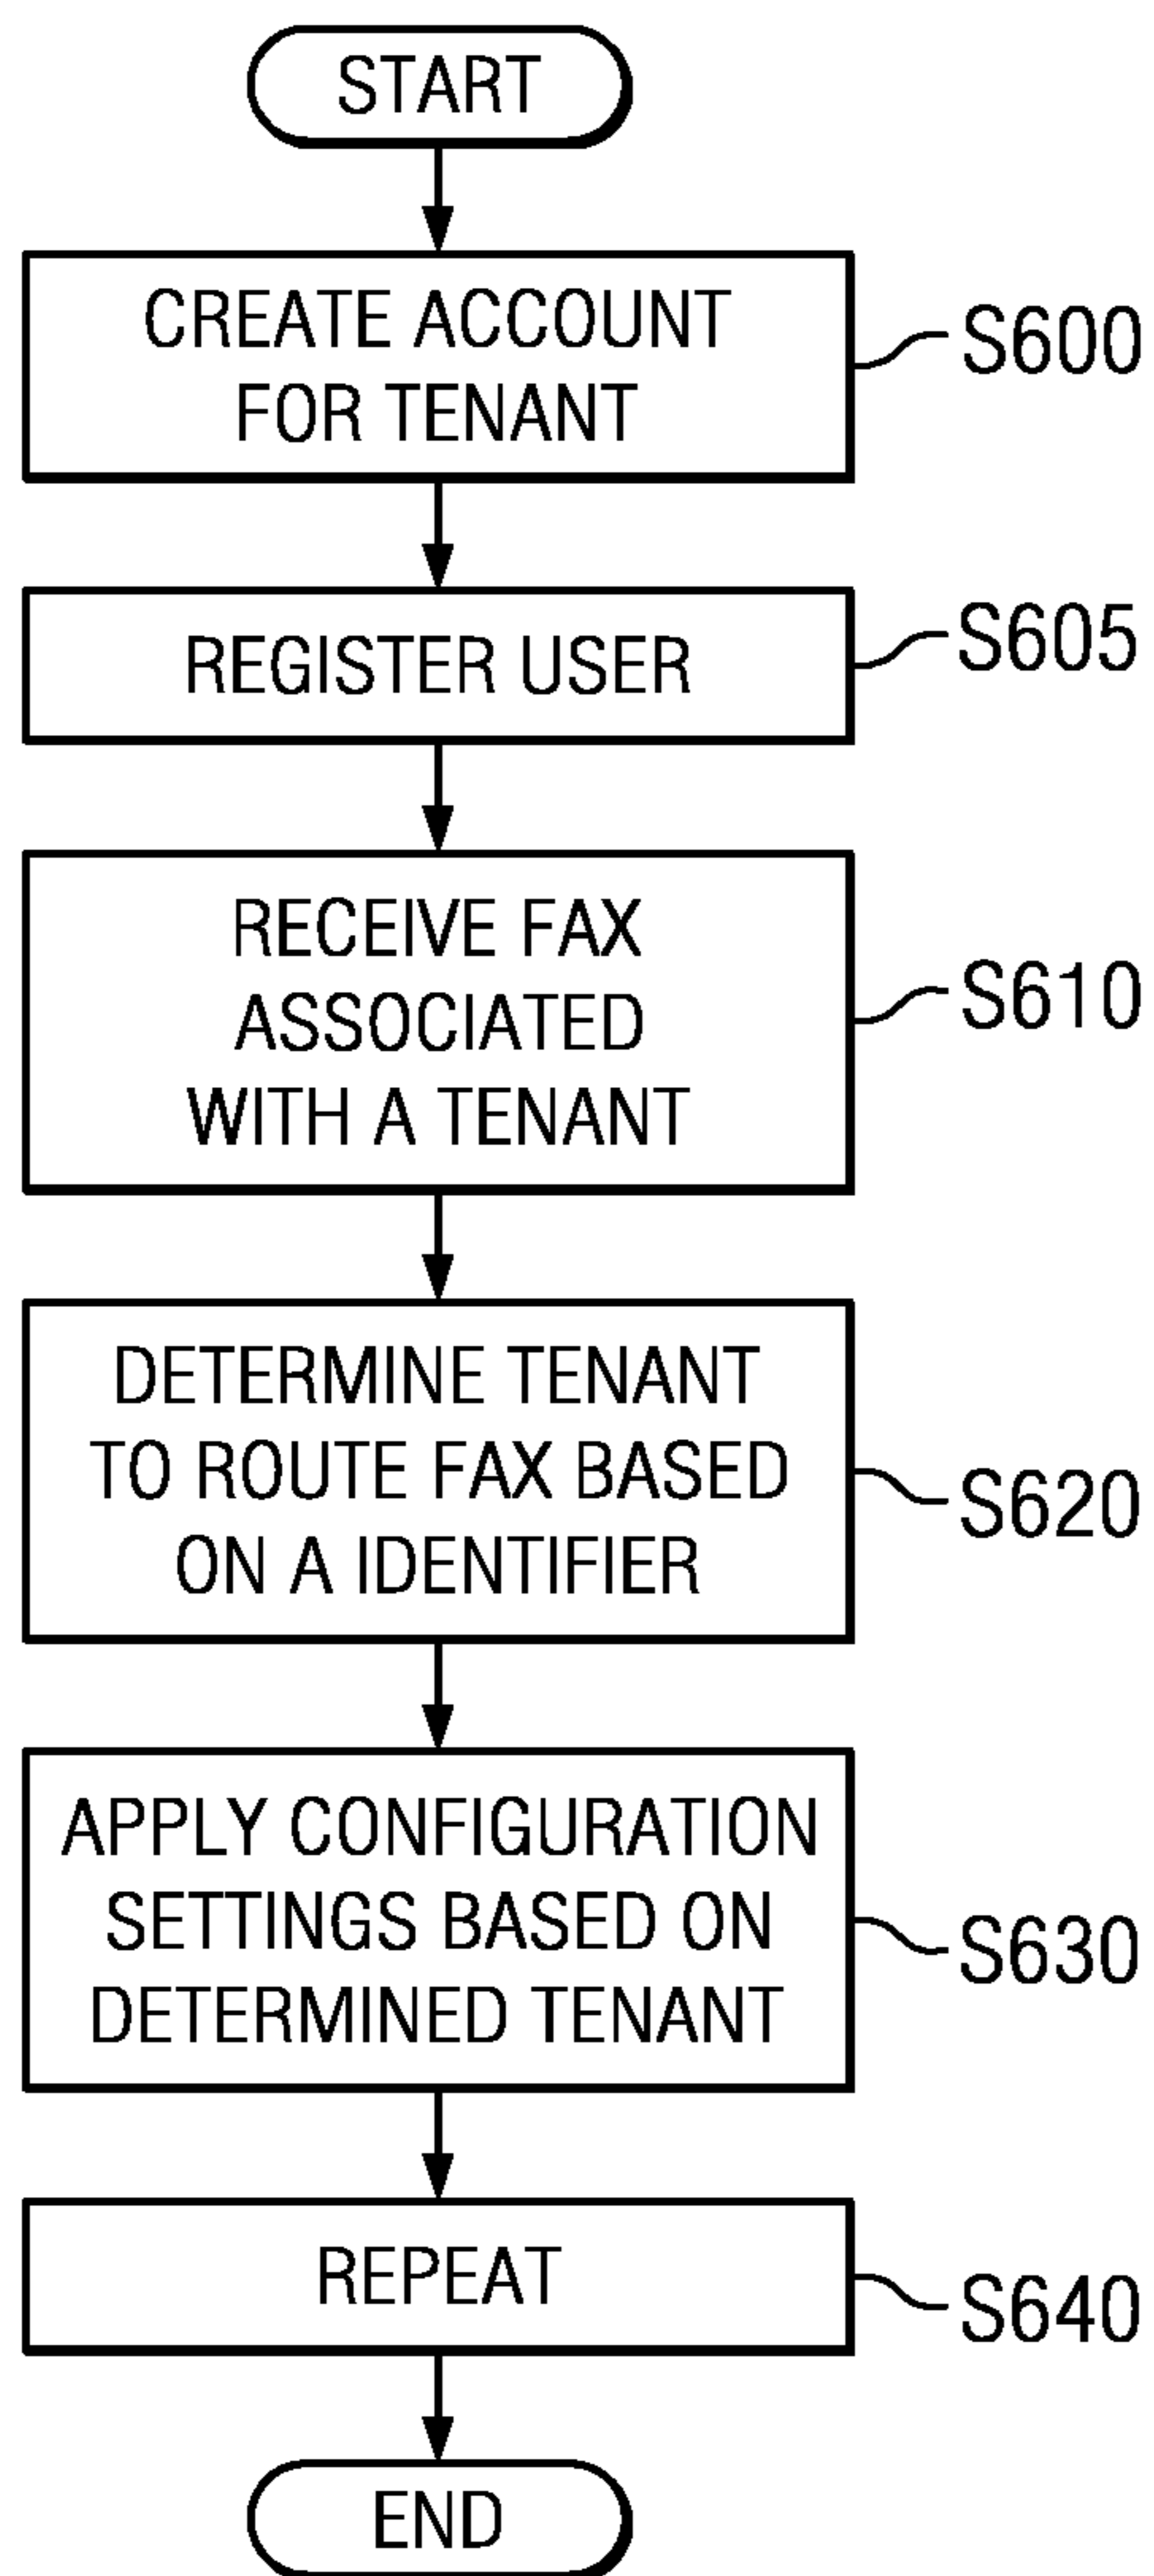 START
CREATE ACCOUNT
FOR TENANT
S600
REGISTER USER
S605
RECEIVE FAX
ASSOCIATED
WITH A TENANT
S610
DETERMINE TENANT
TO ROUTE FAX BASED
ON A IDENTIFIER
S620
APPLY CONFIGURATION
SETTINGS BASED ON
DETERMINED TENANT
S630
REPEAT
S640
END